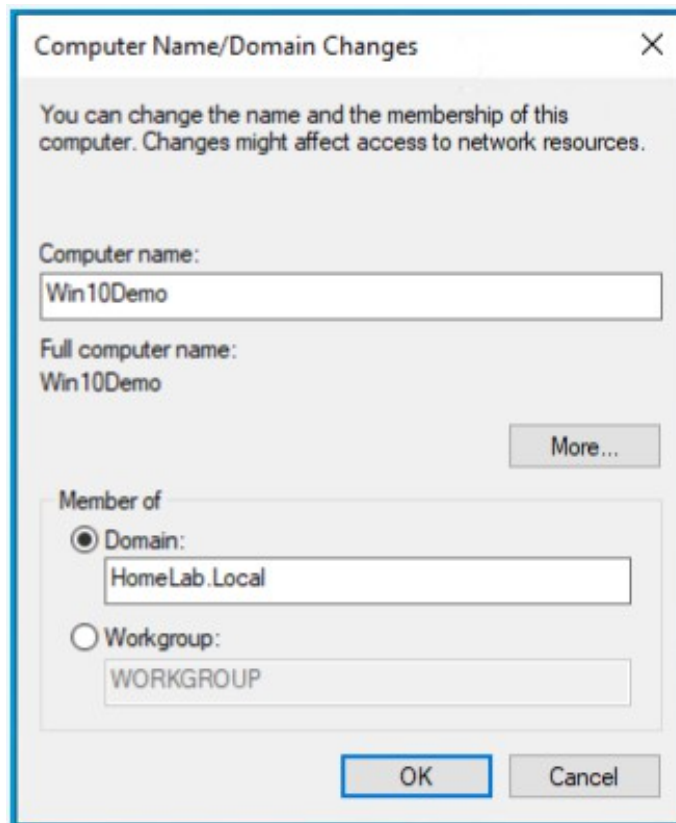 Computer Name/Domain Changes
You can change the name and the membership of this
computer. Changes might affect access to network resources.
Computer name:
Win10Demo
Full computer name:
Win10Demo
More...
Member of
Domain:
HomeLab.Local
Workgroup:
WORKGROUP
OK
Cancel